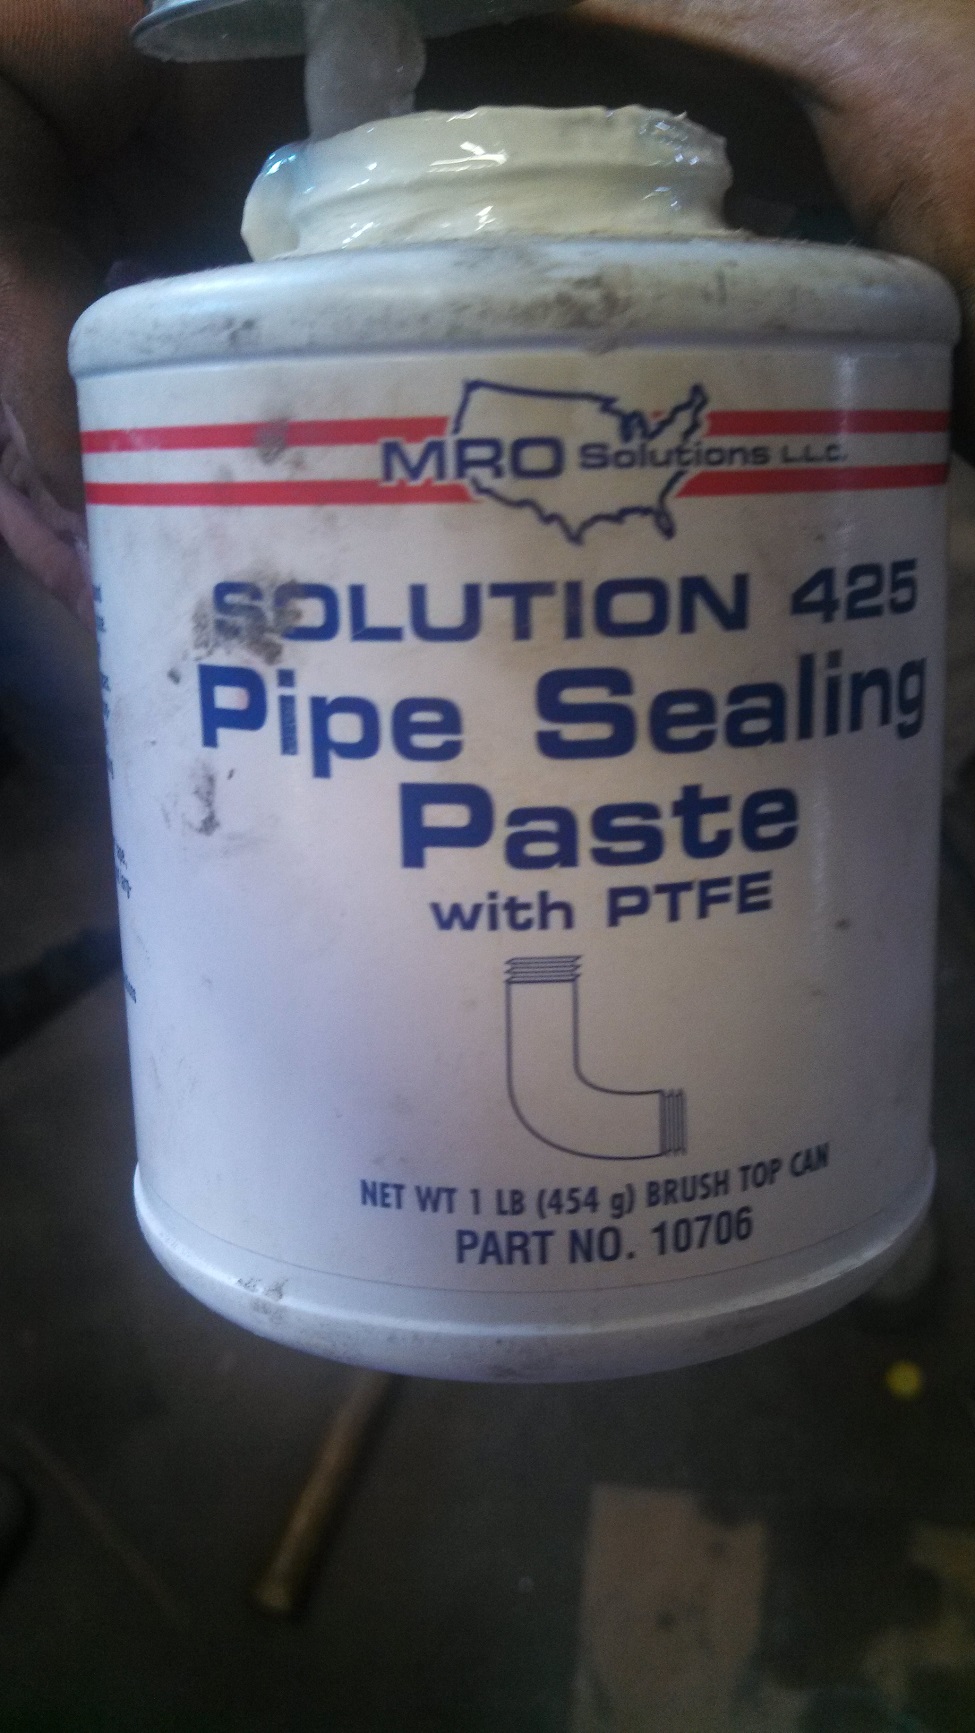 MRO Solutions LLC.
SOLUTION 425
Pipe Sealing
Paste
with PTFE
NET WT 1 LB (454 g) BRUSH TOP CAN
PART NO. 10706